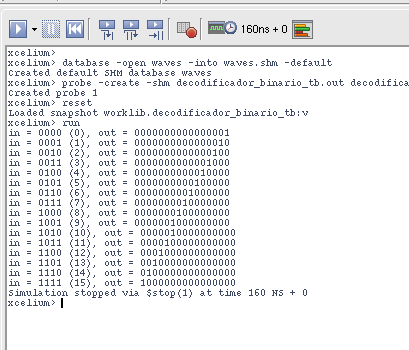 160ns + 0
xcelium>
xcelium> database -open waves -into waves.shm -default
Created default SHM database waves
xcelium> probe -create -shm decodificador_binario_tb.out decodifica
Created probe 1
xcelium> reset
Loaded snapshot worklib.decodificador_binario_tb:v
xcelium> run
in = 0000 (0), out = 0000000000000001
in = 0001 (1), out = 0000000000000010
in = 0010 (2), out = 0000000000000100
in = 0011 (3), out = 0000000000001000
in = 0100 (4), out = 0000000000010000
in = 0101 (5), out = 0000000000100000
in = 0110 (6), out = 0000000001000000
in = 0111 (7), out = 0000000010000000
in = 1000 (8), out = 0000000100000000
in = 1001 (9), out = 0000001000000000
in = 1010 (10), out = 0000010000000000
in = 1011 (11), out = 0000100000000000
in = 1100 (12), out = 0001000000000000
in = 1101 (13), out = 0010000000000000
in = 1110 (14), out = 0100000000000000
in = 1111 (15), out = 1000000000000000
Simulation stopped via $stop(1) at time 160 NS + 0
xcelium>